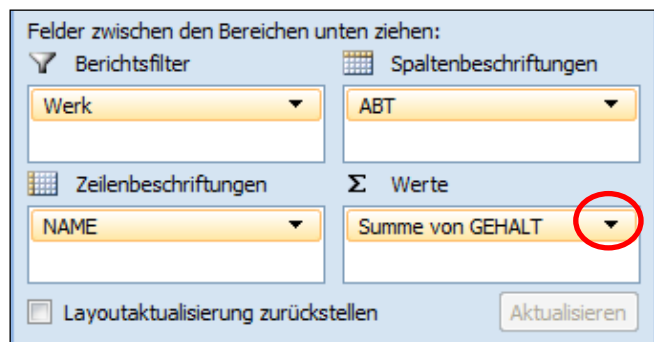 Felder zwischen den Bereichen unten ziehen:
Berichtsfilter
Spaltenbeschriftungen
Werk
ABT
Zeilenbeschriftungen
Σ Werte
NAME
Summe von GEHALT
Layoutaktualisierung zurückstellen
Aktualisieren